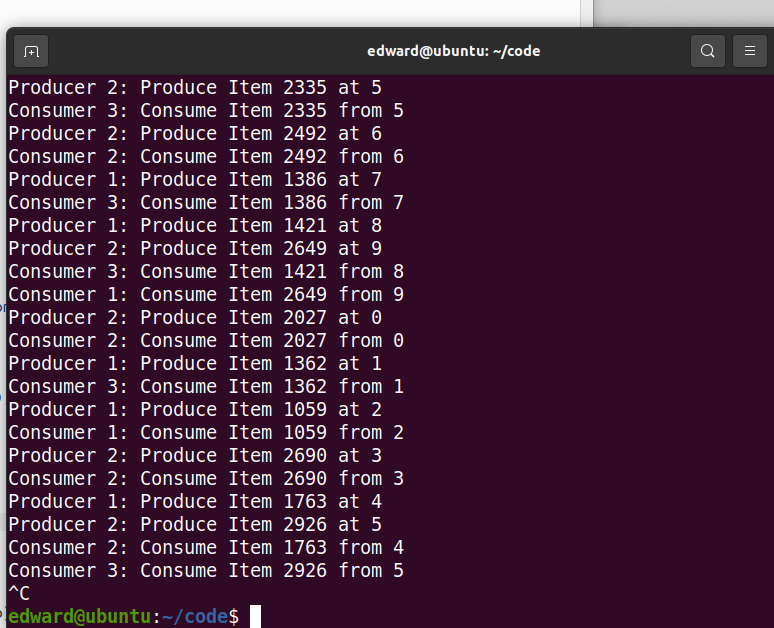 edward@ubuntu: ~/code
Producer 2: Produce Item 2335 at 5
Consumer 3: Consume Item 2335 from 5
Producer 2: Produce Item 2492 at 6
Consumer 2: Consume Item 2492 from 6
Producer 1: Produce Item 1386 at 7
Consumer 3: Consume Item 1386 from 7
Producer 1: Produce Item 1421 at 8
Producer 2: Produce Item 2649 at 9
Consumer 3: Consume Item 1421 from 8
Consumer 1: Consume Item 2649 from 9
Producer 2: Produce Item 2027 at 0
Consumer 2: Consume Item 2027 from 0
Producer 1: Produce Item 1362 at 1
Consumer 3: Consume Item 1362 from 1
Producer 1: Produce Item 1059 at 2
Consumer 1: Consume Item 1059 from 2
Producer 2: Produce Item 2690 at 3
Consumer 2: Consume Item 2690 from 3
Producer 1: Produce Item 1763 at 4
Producer 2: Produce Item 2926 at 5
Consumer 2: Consume Item 1763 from 4
Consumer 3: Consume Item 2926 from 5
^C
edward@ubuntu:~/code$